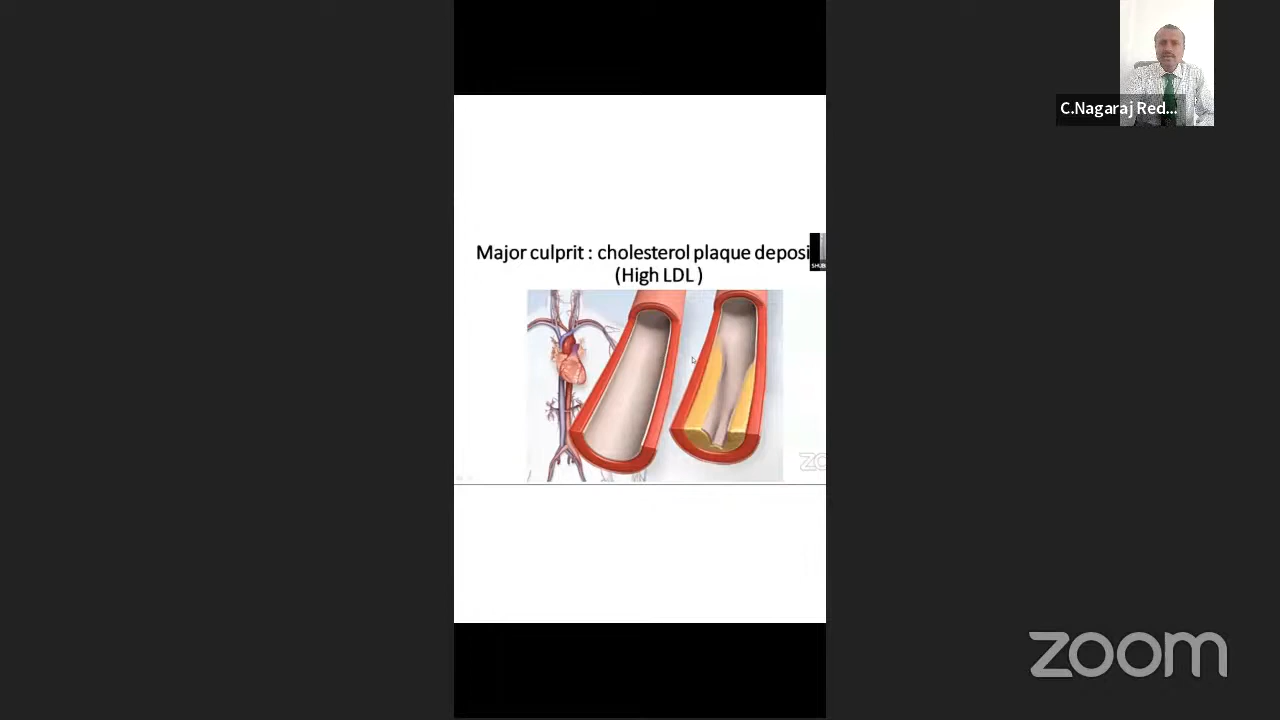 C.Nagaraj Red...
Major culprit : cholesterol plaque deposi
(High LDL )
zoom